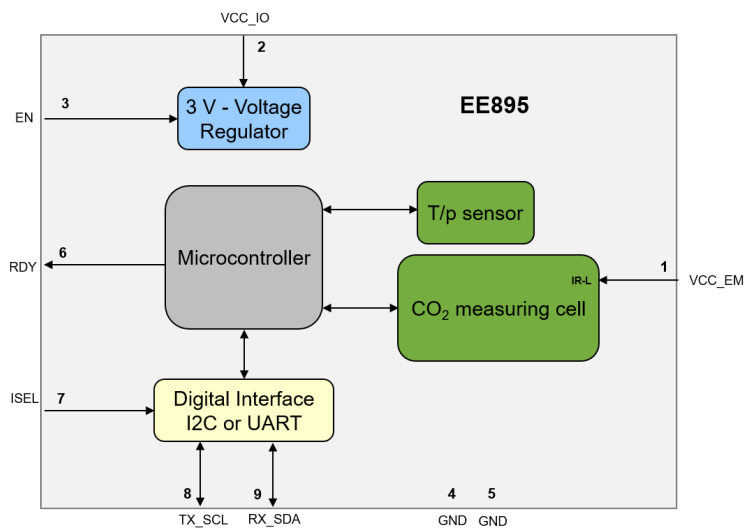 VCC_IO
2
3 V - Voltage
Regulator
EE895
3
EN
T/p sensor
Microcontroller
6
RDY
IR-L
1
VCC_EM
CO₂ measuring cell
ISEL
7
Digital Interface
I2C or UART
8
9
4
5
TX_SCL
RX_SDA
GND
GND